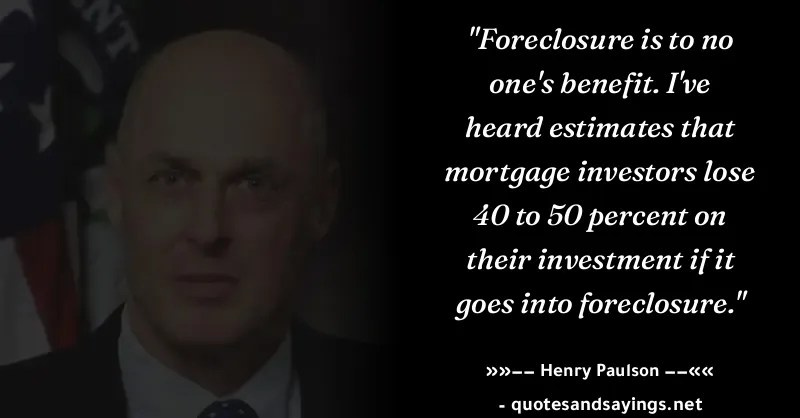 "Foreclosure is to no
one's benefit. I've
heard estimates that
mortgage investors lose
40 to 50 percent on
their investment if it
goes into foreclosure."
»»−− Henry Paulson −−««
- quotesandsayings.net